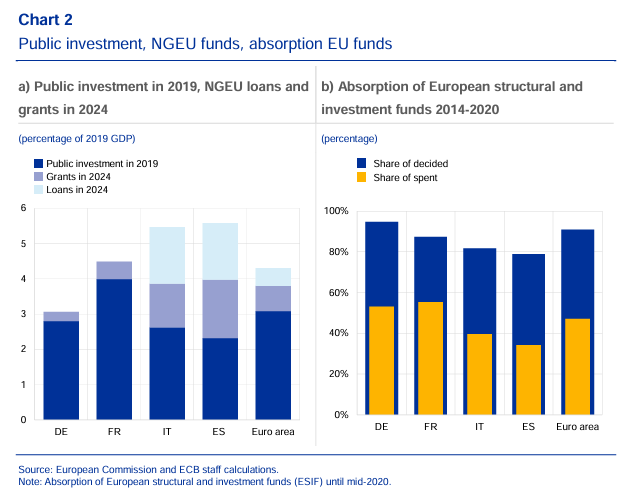 Chart 2
Public investment, NGEU funds, absorption EU funds
a) Public investment in 2019, NGEU loans and
grants in 2024
(percentage of 2019 GDP)
Public investment in 2019
Grants in 2024
Loans in 2024
6
5
4
3
2
1
0
DE
FR
IT
ES
Euro area
b) Absorption of European structural and
investment funds 2014-2020
(percentage)
Share of decided
Share of spent
100%
80%
60%
40%
20%
0%
DE
FR
IT
ES
Euro area
Source: European Commission and ECB staff calculations.
Note: Absorption of European structural and investment funds (ESIF) until mid-2020.